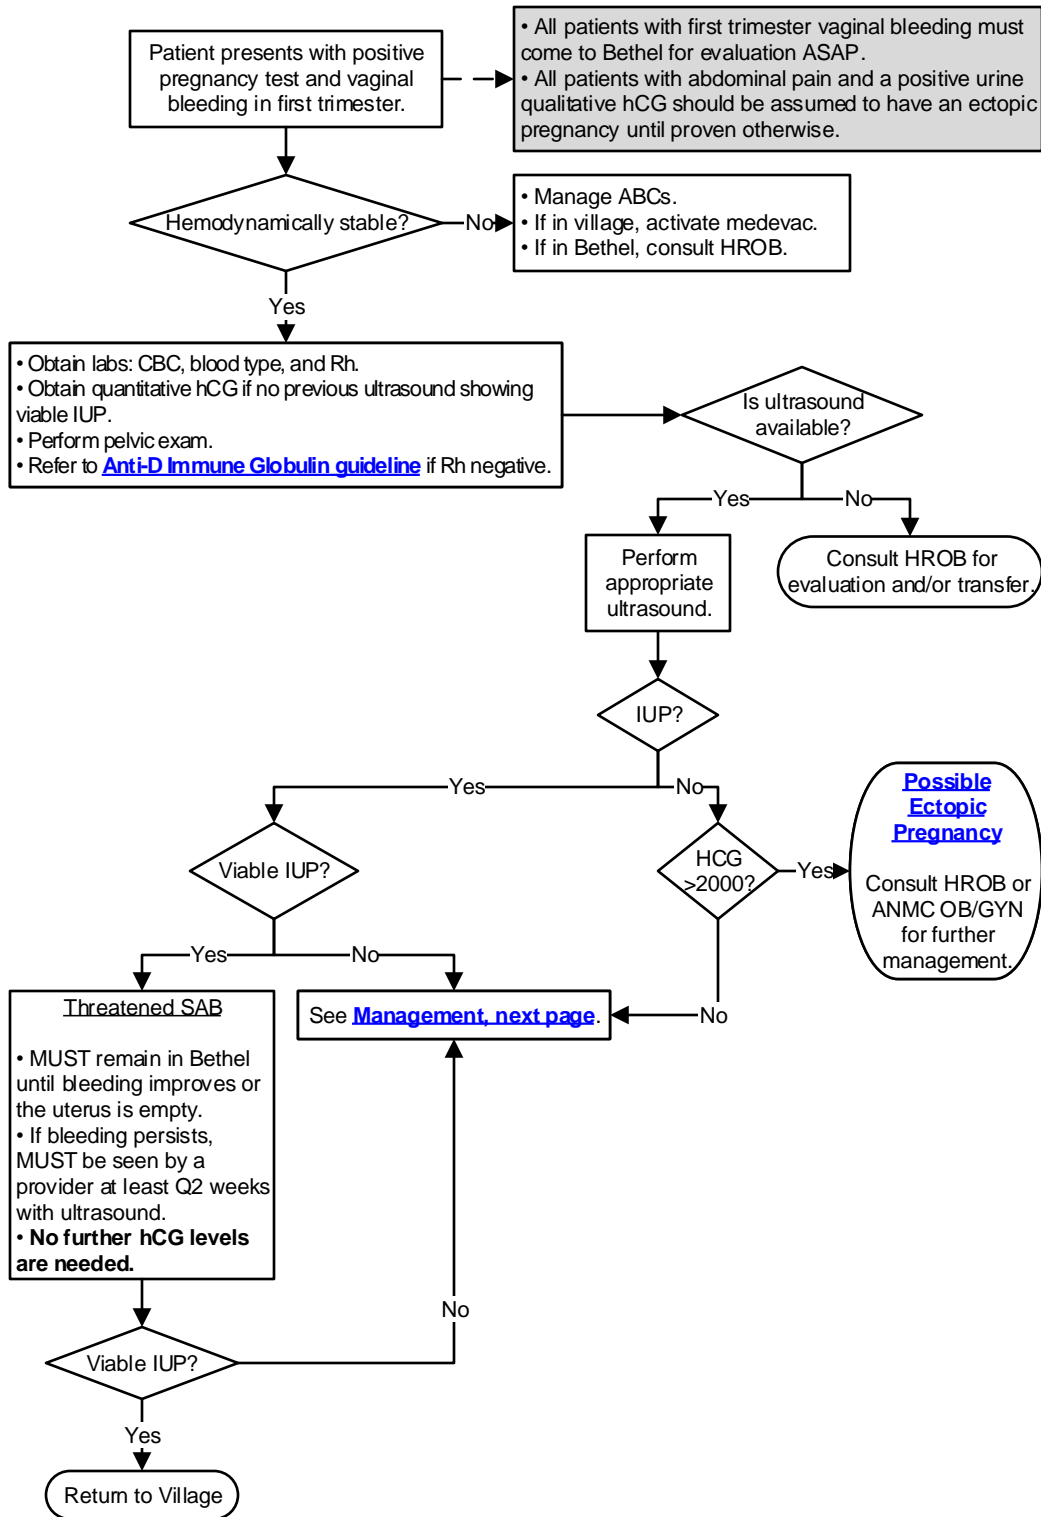 Patient presents with positive
pregnancy test and vaginal
bleeding in first trimester.
• All patients with first trimester vaginal bleeding must
come to Bethel for evaluation ASAP.
• All patients with abdominal pain and a positive urine
qualitative hCG should be assumed to have an ectopic
pregnancy until proven otherwise.
Hemodynamically stable?
No
• Manage ABCs.
• If in village, activate medevac.
• If in Bethel, consult HROB.
Yes
• Obtain labs: CBC, blood type, and Rh.
• Obtain quantitative hCG if no previous ultrasound showing
viable IUP.
• Perform pelvic exam.
• Refer to Anti-D Immune Globulin guideline if Rh negative.
Is ultrasound
available?
Yes
No
Perform
appropriate
ultrasound.
Consult HROB for
evaluation and/or transfer.
IUP?
Yes
No
Viable IUP?
HCG
>2000?
Yes
Possible
Ectopic
Pregnancy
Consult HROB or
ANMC OB/GYN
for further
management.
Yes
No
No
Threatened SAB
• MUST remain in Bethel
until bleeding improves or
the uterus is empty.
• If bleeding persists,
MUST be seen by a
provider at least Q2 weeks
with ultrasound.
• No further hCG levels
are needed.
See Management, next page.
No
Viable IUP?
Yes
Return to Village